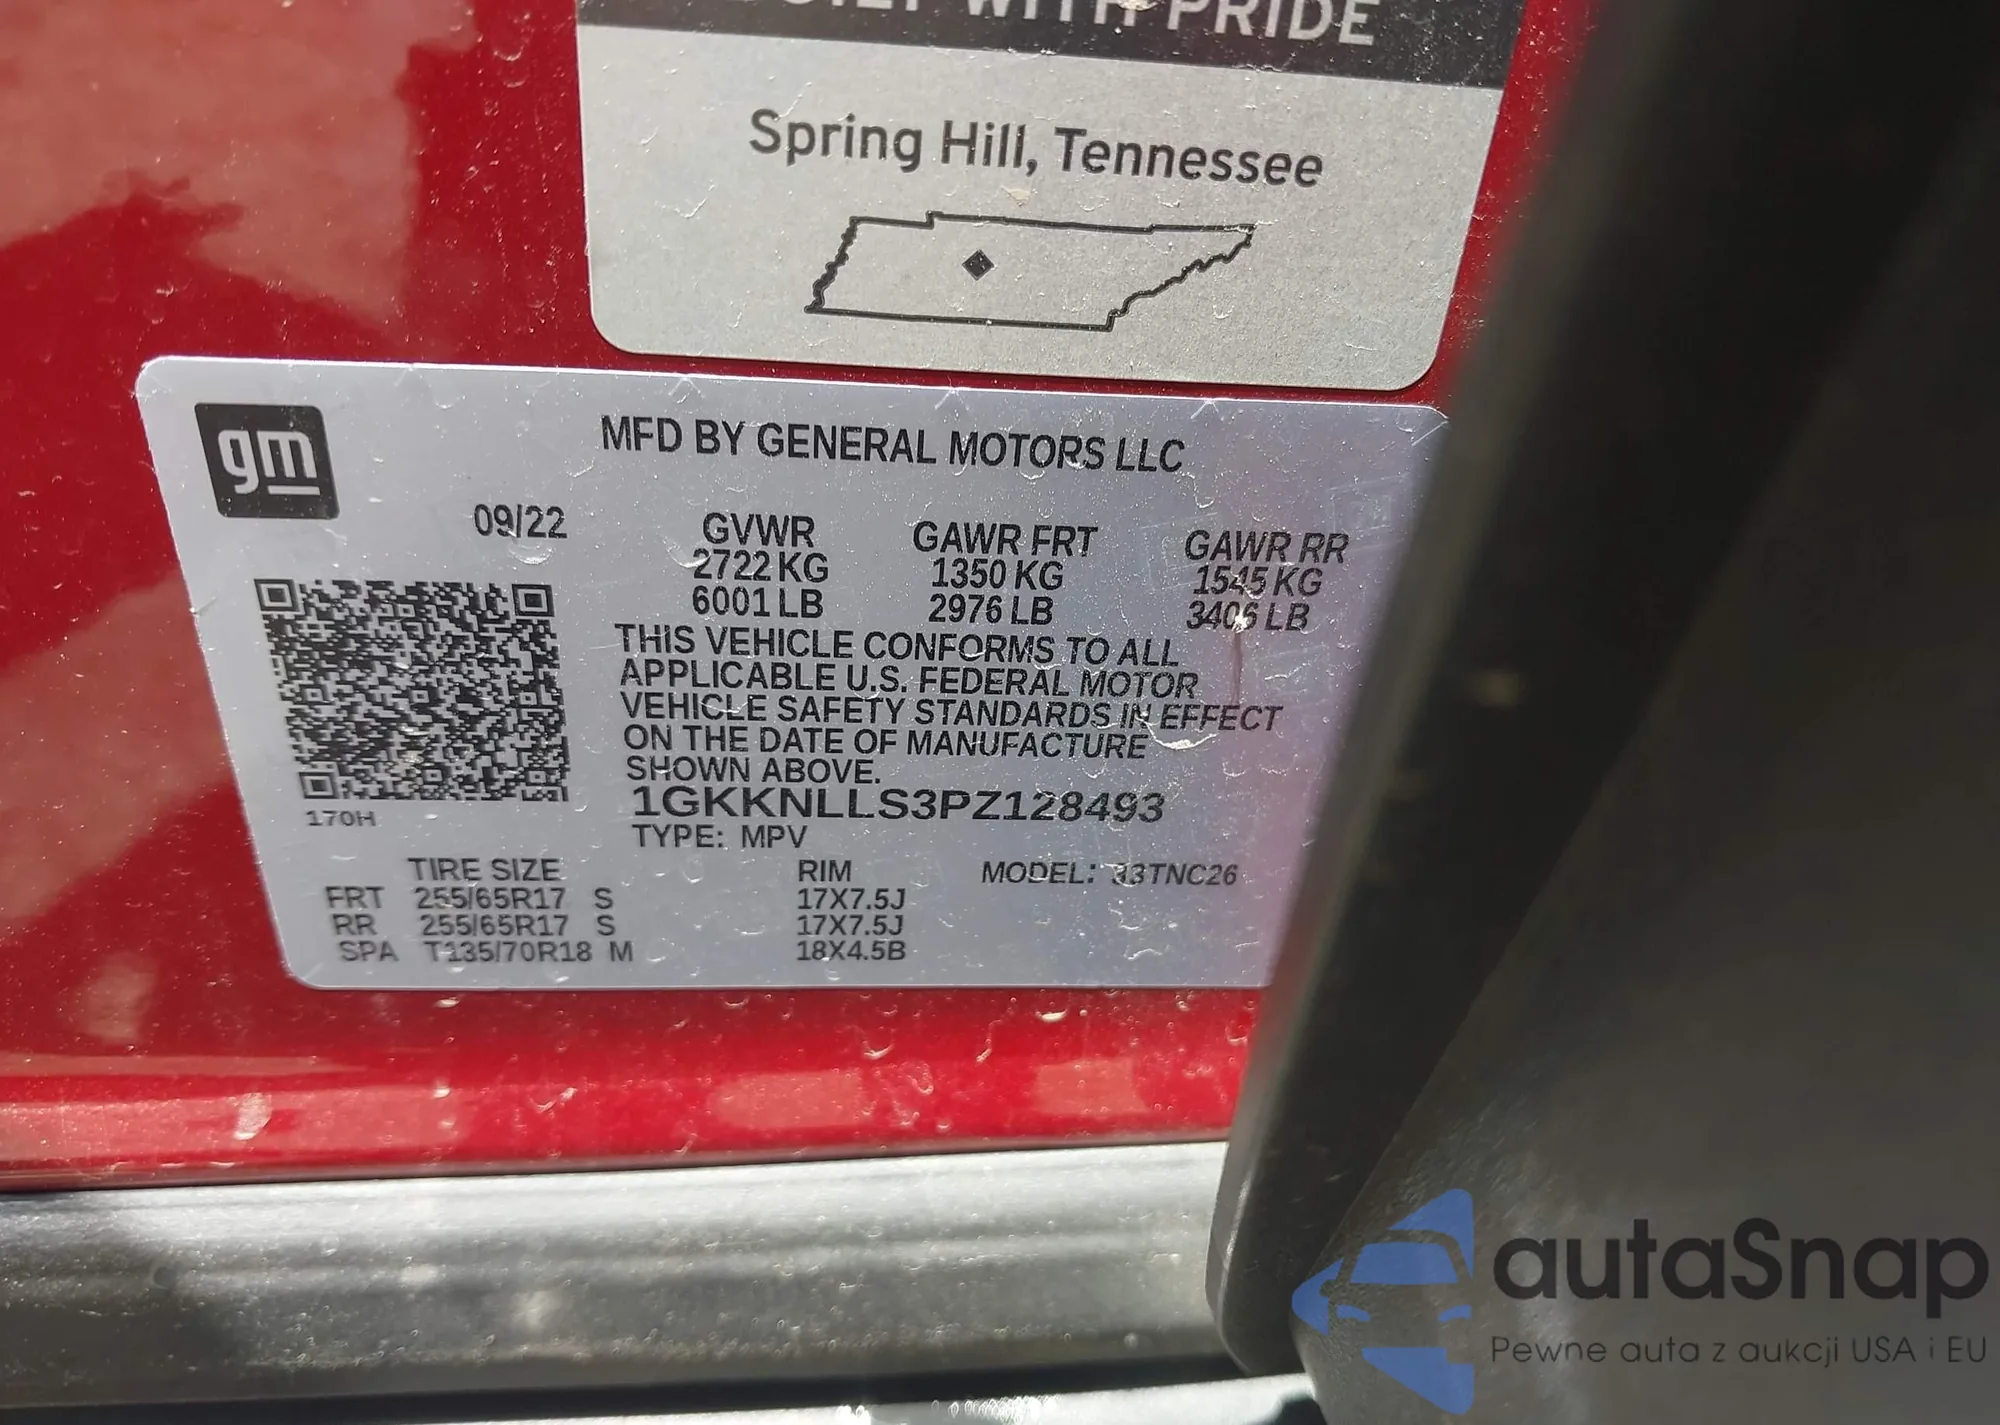 BUILT WITH PRIDE
Spring Hill, Tennessee
gm
MFD BY GENERAL MOTORS LLC
09/22
GVWR GAWR FRT GAWR RR
2722 KG 1350 KG 1545 KG
6001 LB 2976 LB 3406 LB
THIS VEHICLE CONFORMS TO ALL
APPLICABLE U.S. FEDERAL MOTOR
VEHICLE SAFETY STANDARDS IN EFFECT
ON THE DATE OF MANUFACTURE
SHOWN ABOVE.
1GKKNLLS3PZ128493
170H
TYPE: MPV
TIRE SIZE RIM MODEL: 33TNC26
FRT 255/65R17 S 17X7.5J
RR 255/65R17 S 17X7.5J
SPA T135/70R18 M 18X4.5B
autaSnap
Pewne auta z aukcji USA i EU